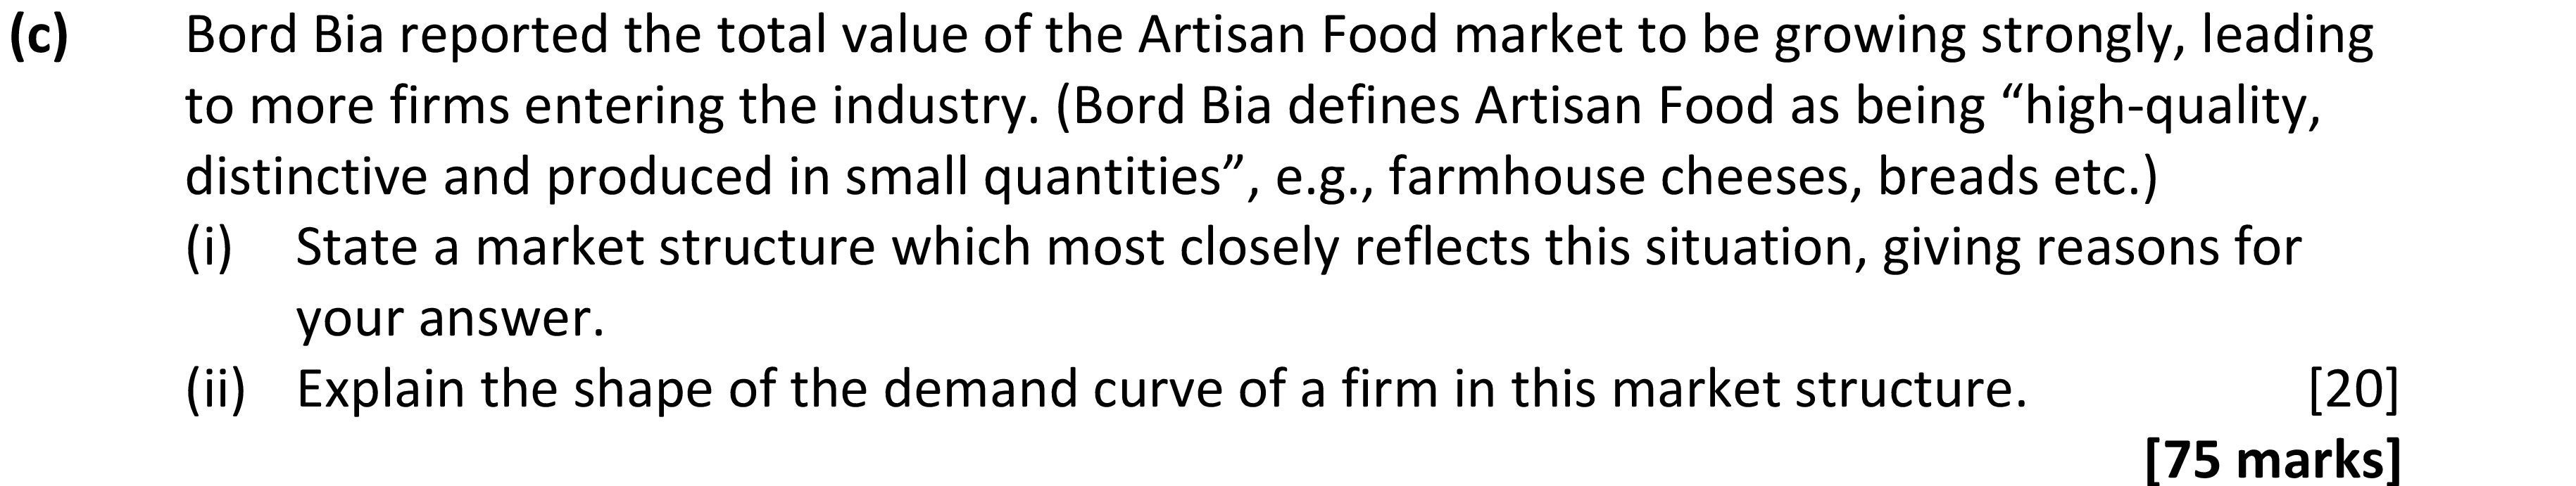 (c) Bord Bia reported the total value of the Artisan Food market to be growing strongly, leading
to more firms entering the industry. (Bord Bia defines Artisan Food as being “high-quality,
distinctive and produced in small quantities”, e.g., farmhouse cheeses, breads etc.)
(i) State a market structure which most closely reflects this situation, giving reasons for
your answer.
(ii) Explain the shape of the demand curve of a firm in this market structure. [20]
[75 marks]